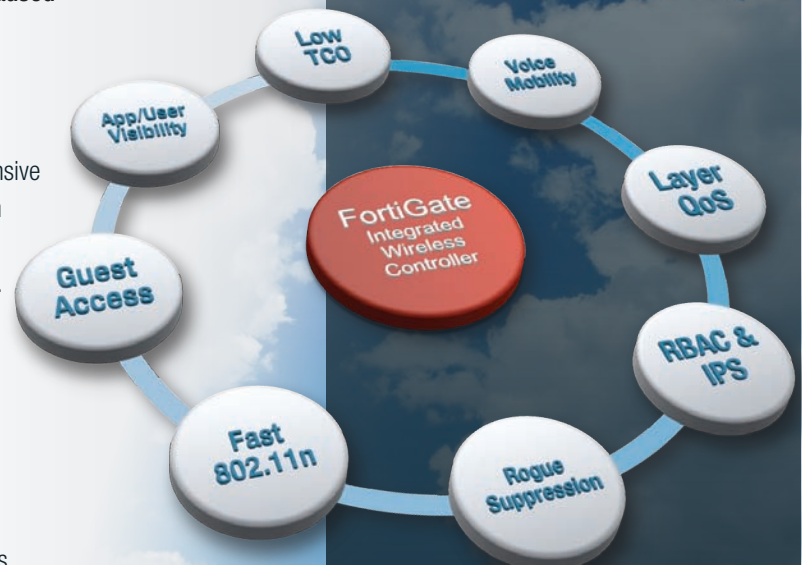 Low
TCO
Voice
Mobility
App/User
Visibility
nsive
Layer
QoS
FortiGate
Integrated
Wireless
Controller
Guest
Access
RBAC &
IPS
Fast
802.11n
Rogue
Suppression
s